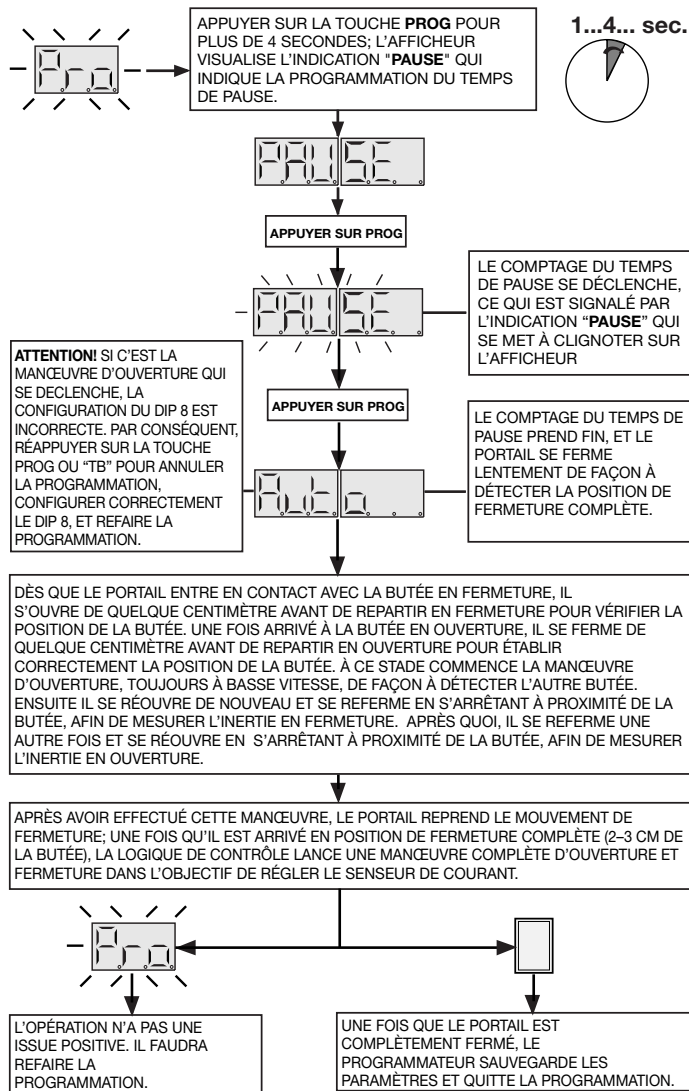 Pro
APPUYER SUR LA TOUCHE PROG POUR
PLUS DE 4 SECONDES; L'AFFICHEUR
VISUALISE L'INDICATION "PAUSE" QUI
INDIQUE LA PROGRAMMATION DU TEMPS
DE PAUSE.
1...4... sec.
PAUSE
APPUYER SUR PROG
PAUSE
LE COMPTAGE DU TEMPS
DE PAUSE SE DÉCLENCHE,
CE QUI EST SIGNALÉ PAR
L'INDICATION “PAUSE” QUI
SE MET À CLIGNOTER SUR
L'AFFICHEUR
ATTENTION! SI C'EST LA
MANŒUVRE D'OUVERTURE QUI
SE DECLENCHE, LA
CONFIGURATION DU DIP 8 EST
INCORRECTE. PAR CONSÉQUENT,
RÉAPPUYER SUR LA TOUCHE
PROG OU “TB” POUR ANNULER
LA PROGRAMMATION,
CONFIGURER CORRECTEMENT
LE DIP 8, ET REFAIRE LA
PROGRAMMATION.
APPUYER SUR PROG
Auto
LE COMPTAGE DU TEMPS DE
PAUSE PREND FIN, ET LE
PORTAIL SE FERME
LENTEMENT DE FAÇON À
DÉTECTER LA POSITION DE
FERMETURE COMPLÈTE.
DÈS QUE LE PORTAIL ENTRE EN CONTACT AVEC LA BUTÉE EN FERMETURE, IL
S'OUVRE DE QUELQUE CENTIMÈTRE AVANT DE REPARTIR EN FERMETURE POUR VÉRIFIER LA
POSITION DE LA BUTÉE. UNE FOIS ARRIVÉ À LA BUTÉE EN OUVERTURE, IL SE FERME DE
QUELQUE CENTIMÈTRE AVANT DE REPARTIR EN OUVERTURE POUR ÉTABLIR
CORRECTEMENT LA POSITION DE LA BUTÉE. À CE STADE COMMENCE LA MANŒUVRE
D'OUVERTURE, TOUJOURS À BASSE VITESSE, DE FAÇON À DÉTECTER L'AUTRE BUTÉE.
ENSUITE IL SE RÉOUVRE DE NOUVEAU ET SE REFERME EN S'ARRÊTANT À PROXIMITÉ DE LA
BUTÉE, AFIN DE MESURER L'INERTIE EN FERMETURE. APRÈS QUOI, IL SE REFERME UNE
AUTRE FOIS ET SE RÉOUVRE EN S'ARRÊTANT À PROXIMITÉ DE LA BUTÉE, AFIN DE MESURER
L'INERTIE EN OUVERTURE.
APRÈS AVOIR EFFECTUÉ CETTE MANŒUVRE, LE PORTAIL REPREND LE MOUVEMENT DE
FERMETURE; UNE FOIS QU'IL EST ARRIVÉ EN POSITION DE FERMETURE COMPLÈTE (2–3 CM DE
LA BUTÉE), LA LOGIQUE DE CONTRÔLE LANCE UNE MANŒUVRE COMPLÈTE D'OUVERTURE ET
FERMETURE DANS L'OBJECTIF DE RÉGLER LE SENSEUR DE COURANT.
Pro
L'OPÉRATION N'A PAS UNE
ISSUE POSITIVE. IL FAUDRA
REFAIRE LA
PROGRAMMATION.
UNE FOIS QUE LE PORTAIL EST
COMPLÈTEMENT FERMÉ, LE
PROGRAMMATEUR SAUVEGARDE LES
PARAMÈTRES ET QUITTE LA PROGRAMMATION.